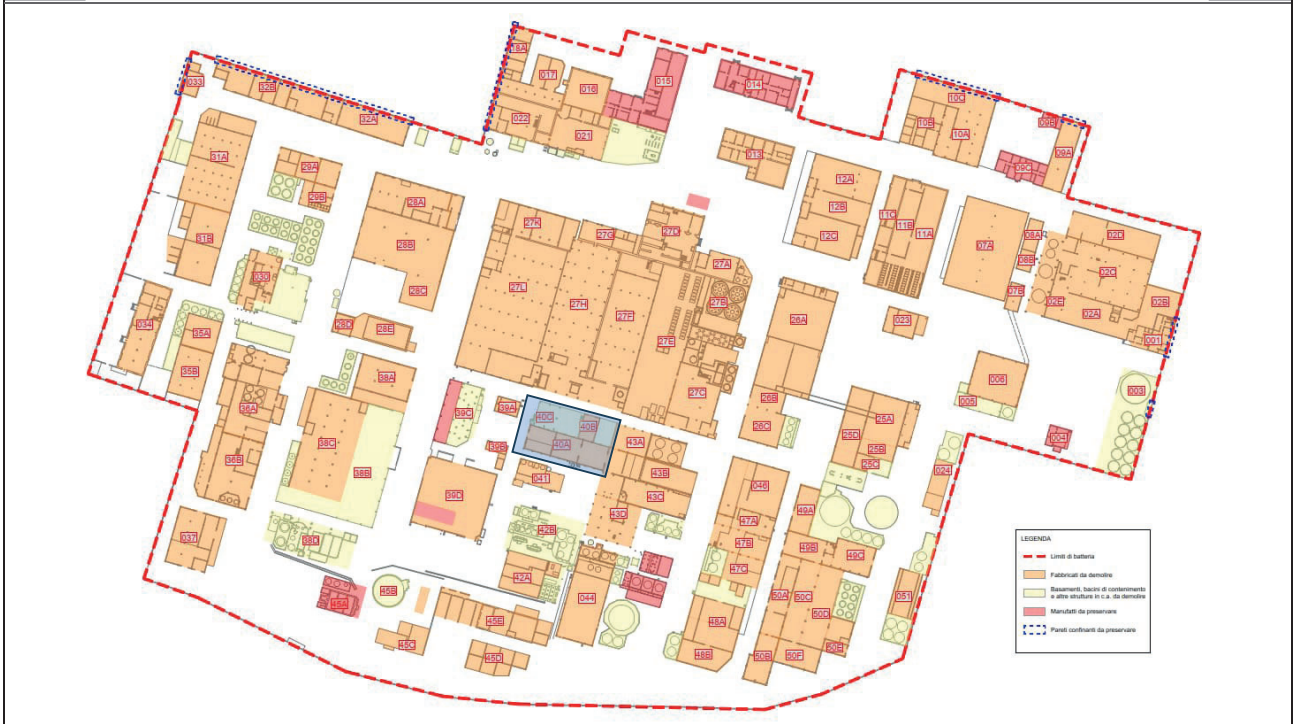 18A
033
017
015
32B
016
014
10C
32A
022
021
10B
10A
09B
013
09A
31A
09C
29A
12A
29B
28A
12B
11C
11B
11A
27K
27G
27D
12C
07A
08A
02D
31B
28B
08B
27A
02C
030
27L
27H
27B
28C
27F
07B
02E
02B
02A
034
28D
28E
26A
023
001
35A
27E
35B
006
38A
27C
003
36A
39C
39A
26B
005
40C
40B
26C
25A
43A
25D
004
38C
40A
39B
25B
36B
43B
25C
38B
041
024
39D
43C
046
49A
43D
47A
42B
47B
49B
49C
037
38D
47C
42A
50A
50C
051
46A
45B
044
50D
45E
48A
45C
50E
45D
48B
50B
50F
LEGENDA
Limiti di batteria
Fabbricati da demolire
Basamenti, bacini di contenimento
e altre strutture in c.a. da demolire
Manufatti da preservare
Pareti confinanti da preservare